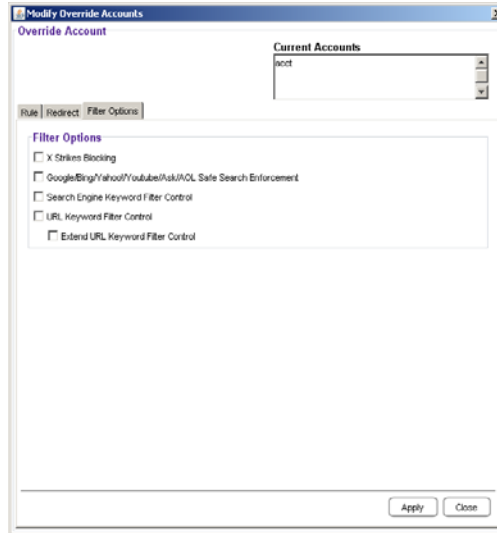 Modify Override Accounts
Override Account
Current Accounts
acct
Rule Redirect Filter Options
Filter Options
X Strikes Blocking
Google/Bing/Yahoo!/Youtube/Ask/AOL Safe Search Enforcement
Search Engine Keyword Filter Control
URL Keyword Filter Control
Extend URL Keyword Filter Control
Apply Close